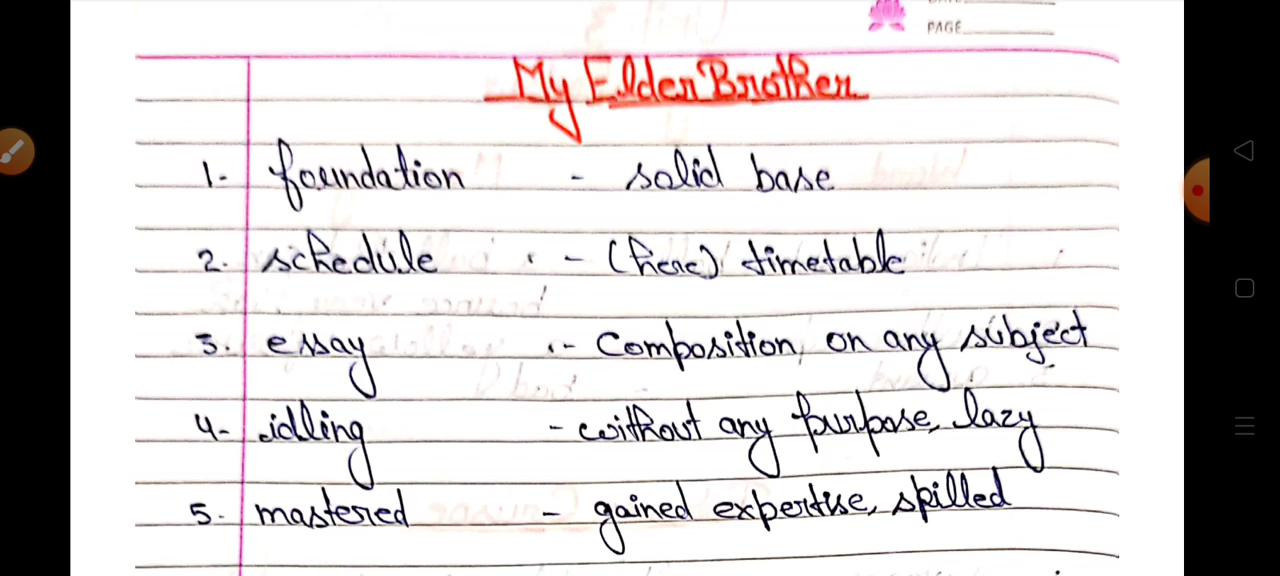 PAGE
My Elder Brother
1. foundation - solid base
2. schedule - (here) timetable
3. essay - Composition, on any subject
4. idling - without any purpose, lazy
5. mastered - gained expertise, spilled